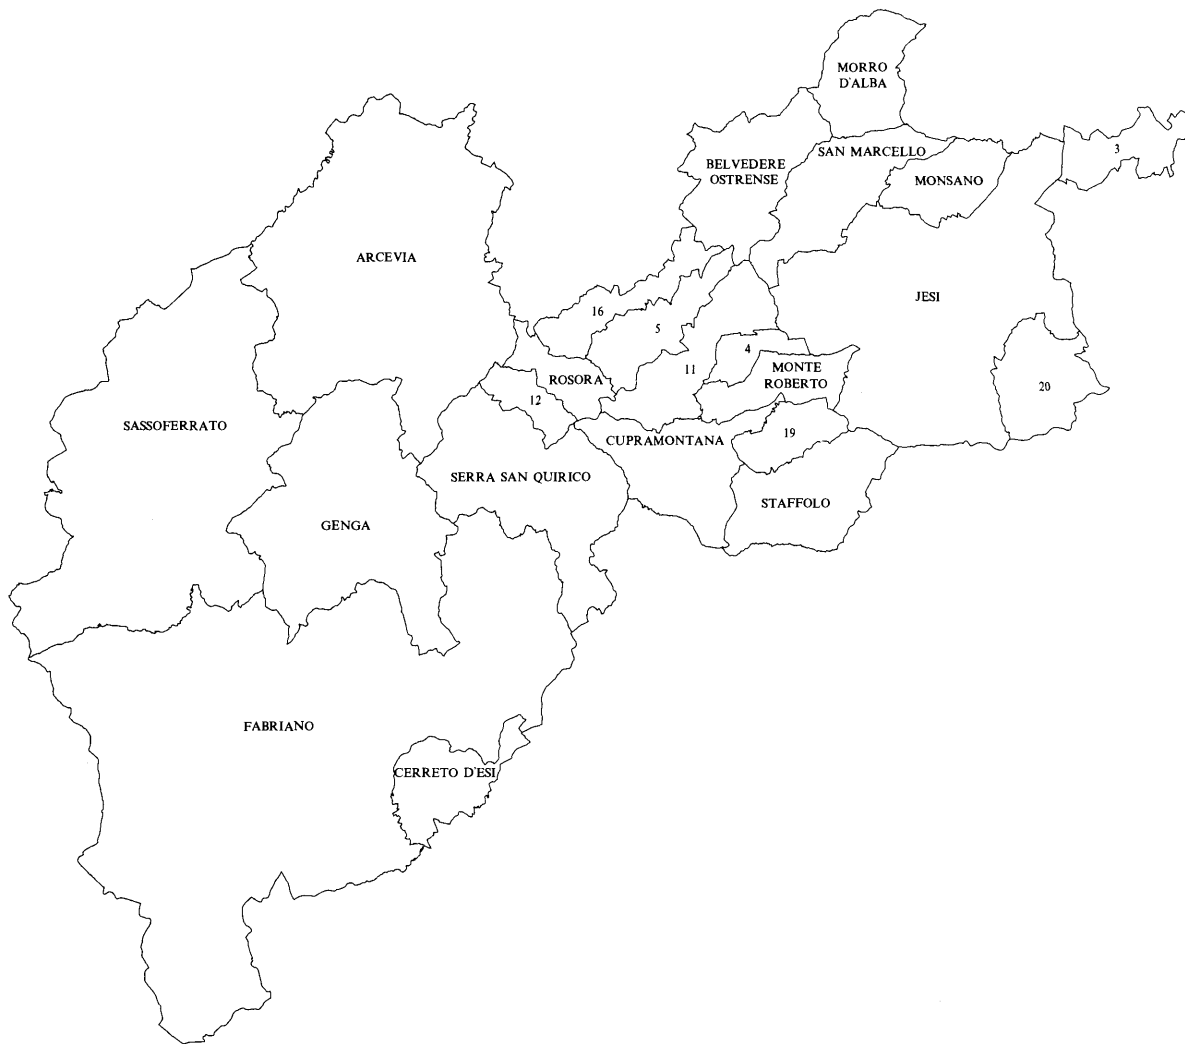 MORRO
D'ALBA
3
SAN MARCELLO
BELVEDERE
OSTRENSE
MONSANO
ARCEVIA
JESI
16
5
4
11
MONTE
ROBERTO
ROSORA
12
20
SASSOFERRATO
CUPRAMONTANA
19
SERRA SAN QUIRICO
STAFFOLO
GENGA
FABRIANO
CERRETO D'ESI